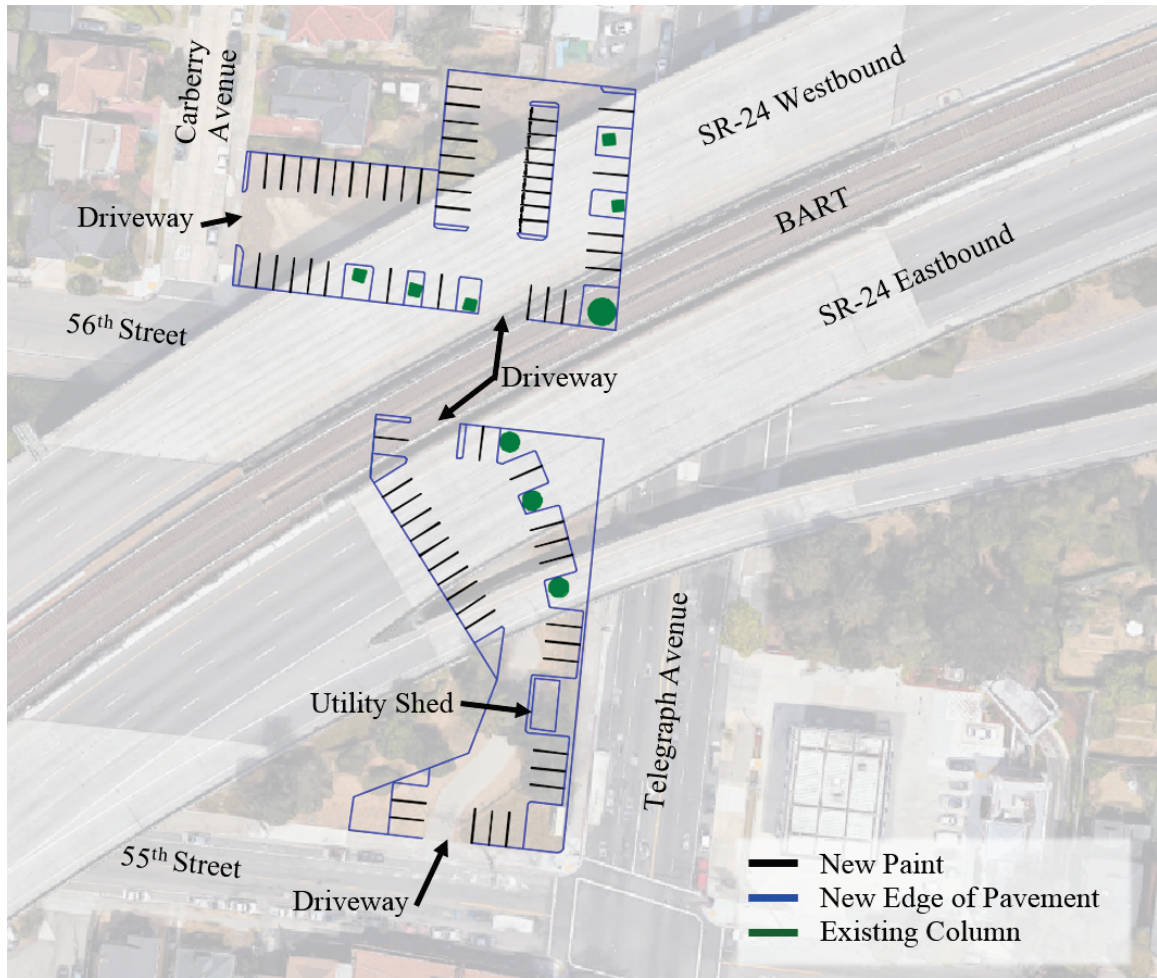 Carberry
Avenue
SR-24 Westbound
Driveway
BART
SR-24 Eastbound
56th Street
Driveway
Utility Shed
Telegraph Avenue
55th Street
Driveway
New Paint
New Edge of Pavement
Existing Column